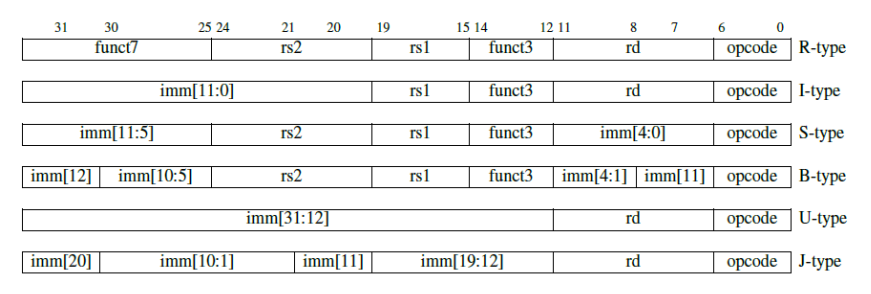 31 30 25 24 21 20 19 15 14 12 11 8 7 6 0
funct7 rs2 rs1 funct3 rd opcode R-type
imm[11:0] rs1 funct3 rd opcode I-type
imm[11:5] rs2 rs1 funct3 imm[4:0] opcode S-type
imm[12] imm[10:5] rs2 rs1 funct3 imm[4:1] imm[11] opcode B-type
imm[31:12] rd opcode U-type
imm[20] imm[10:1] imm[11] imm[19:12] rd opcode J-type